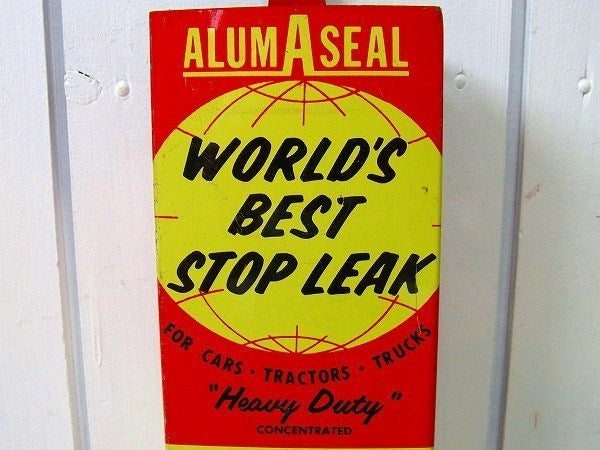 ALUMASEAL
WORLD'S
BEST
STOP LEAK
FOR CARS · TRACTORS · TRUCKS
"Heavy Duty"
CONCENTRATED